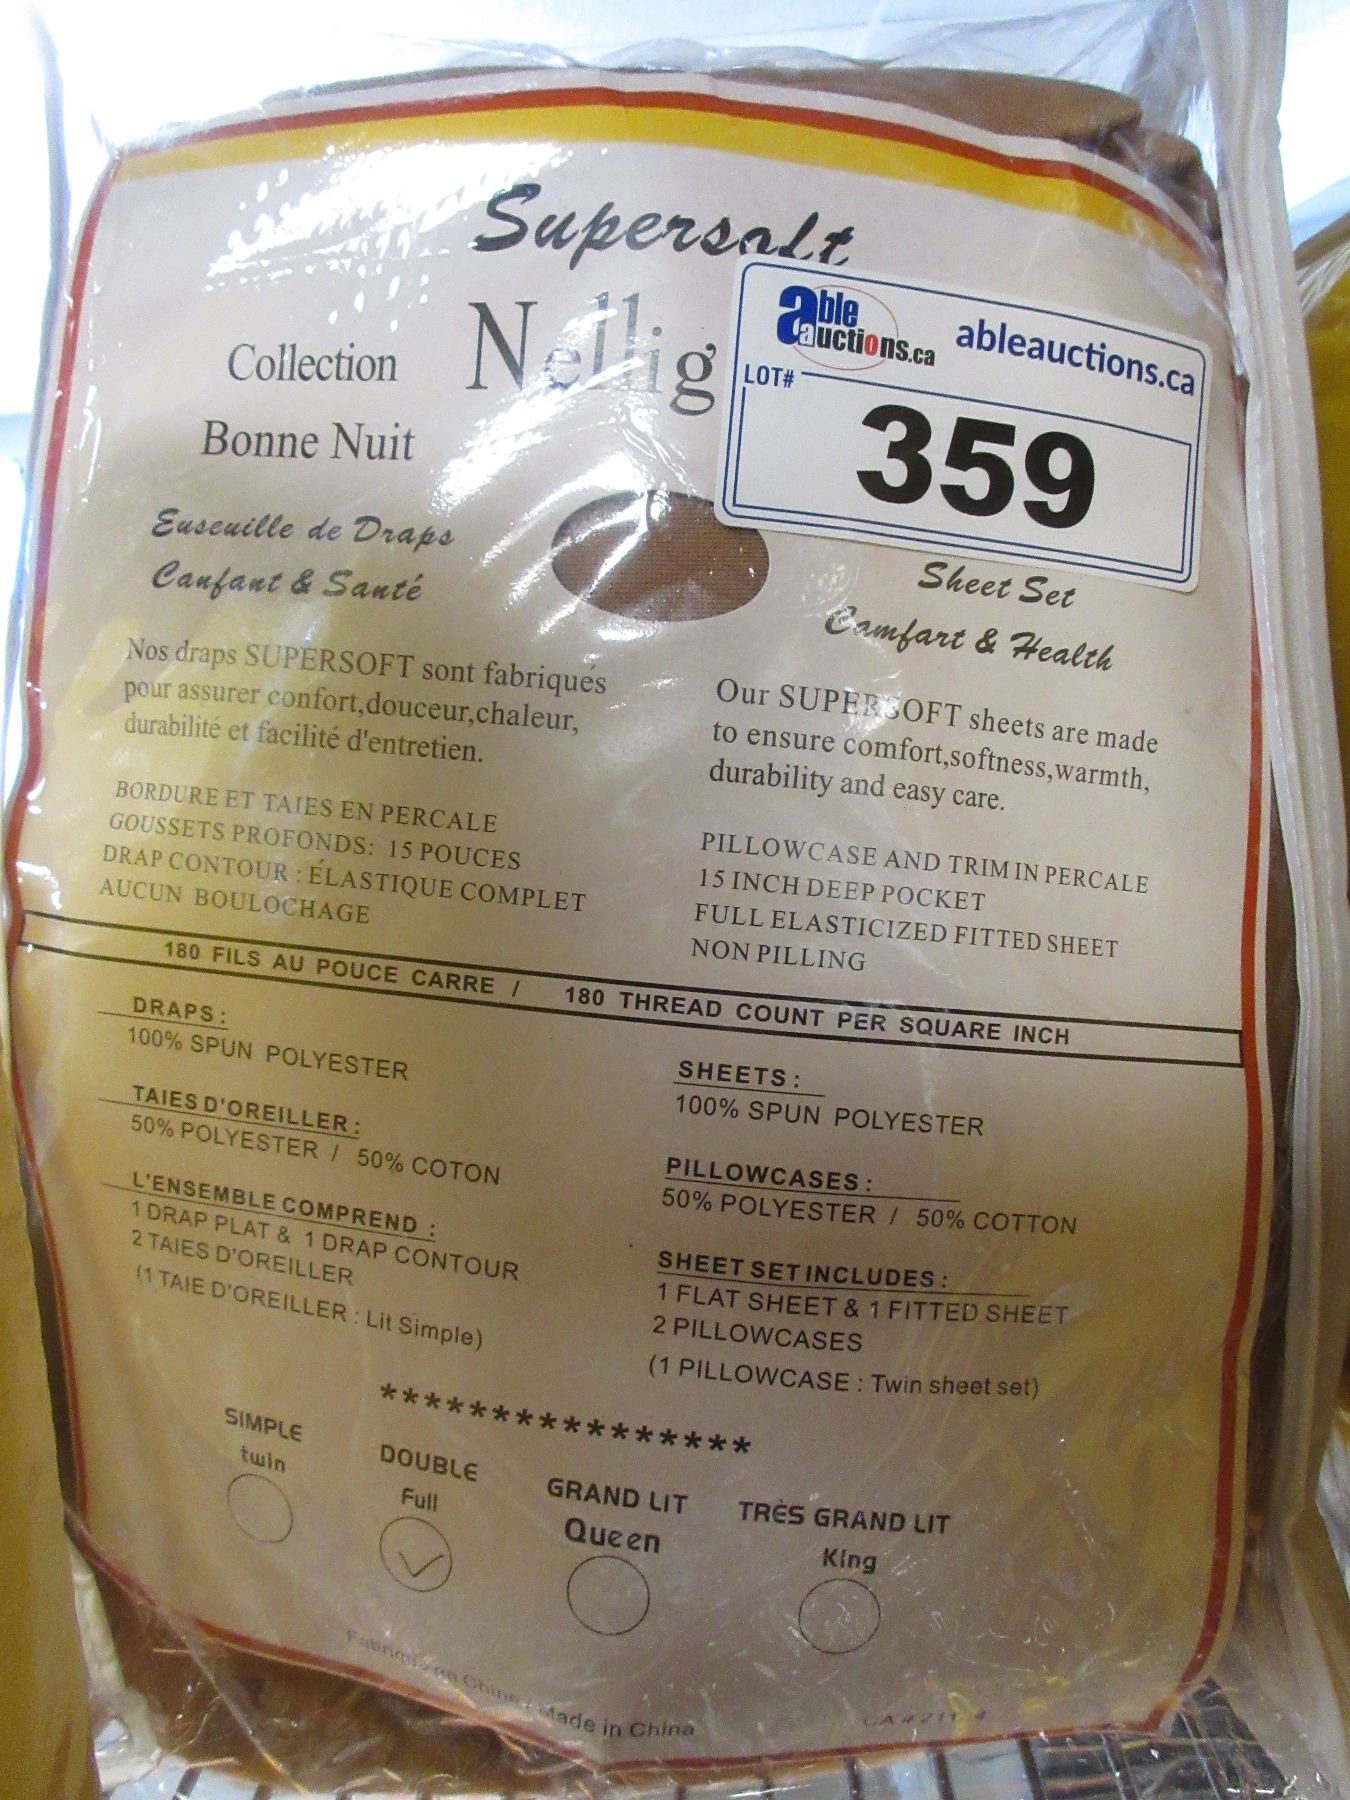 Supersoft
Collection
Nellig
Bonne Nuit
able auctions.ca
ableauctions.ca
LOT#
359
Enseuille de Draps
Canfant & Santé
Sheet Set
Camfart & Health
Nos draps SUPERSOFT sont fabriqués
pour assurer confort,douceur,chaleur,
durabilité et facilité d'entretien.
Our SUPERSOFT sheets are made
to ensure comfort,softness,warmth,
durability and easy care.
BORDURE ET TAIES EN PERCALE
GOUSSETS PROFONDS: 15 POUCES
DRAP CONTOUR : ÉLASTIQUE COMPLET
AUCUN BOULOCHAGE
PILLOWCASE AND TRIM IN PERCALE
15 INCH DEEP POCKET
FULL ELASTICIZED FITTED SHEET
NON PILLING
180 FILS AU POUCE CARRE / 180 THREAD COUNT PER SQUARE INCH
DRAPS:
100% SPUN POLYESTER
TAIES D'OREILLER:
50% POLYESTER / 50% COTON
L'ENSEMBLE COMPREND :
1 DRAP PLAT & 1 DRAP CONTOUR
2 TAIES D'OREILLER
(1 TAIE D'OREILLER : Lit Simple)
SHEETS:
100% SPUN POLYESTER
PILLOWCASES:
50% POLYESTER / 50% COTTON
SHEET SET INCLUDES:
1 FLAT SHEET & 1 FITTED SHEET
2 PILLOWCASES
(1 PILLOWCASE : Twin sheet set)
****************
SIMPLE
twin
DOUBLE
Full
GRAND LIT
Queen
TRÈS GRAND LIT
King
Fabriqué en Chine / Made in China